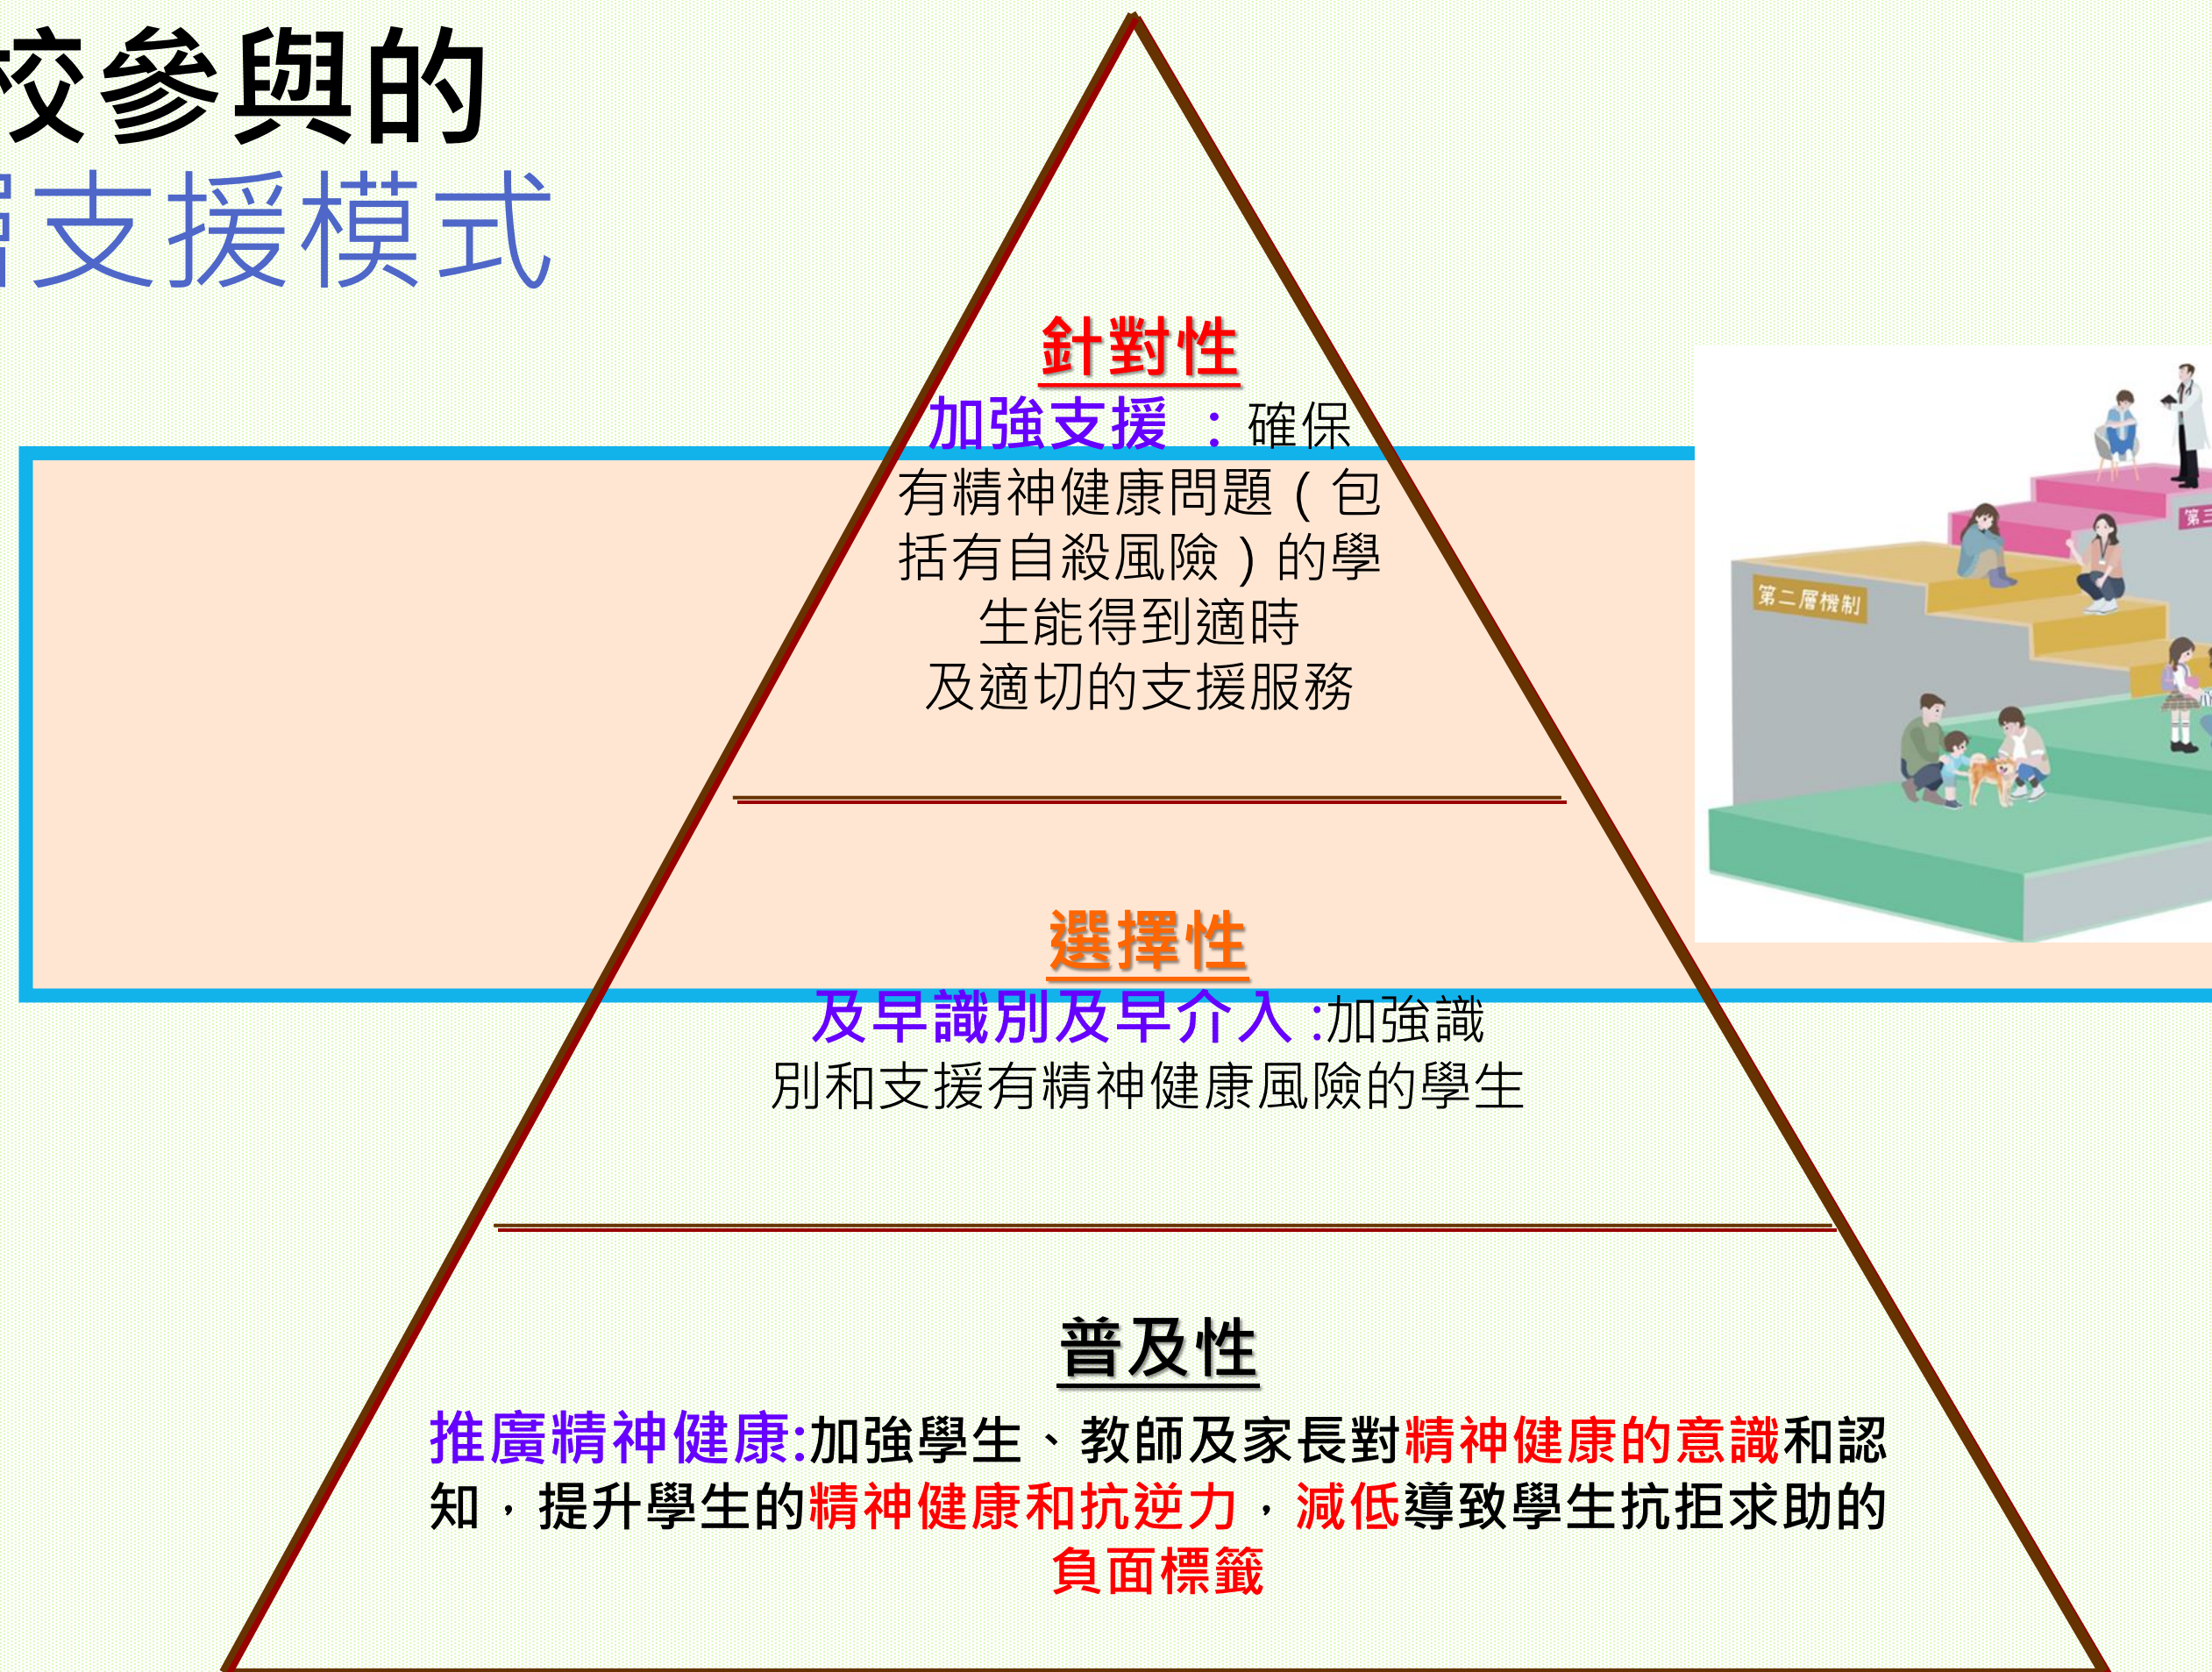 校參與的
層支援模式
針對性
加強支援 ：確保
有精神健康問題（包
括有自殺風險）的學
生能得到適時
及適切的支援服務
第三
第二層機制
選擇性
及早識別及早介入 :加強識
別和支援有精神健康風險的學生
普及性
推廣精神健康:加強學生、教師及家長對精神健康的意識和認
知，提升學生的精神健康和抗逆力，減低導致學生抗拒求助的
負面標籤